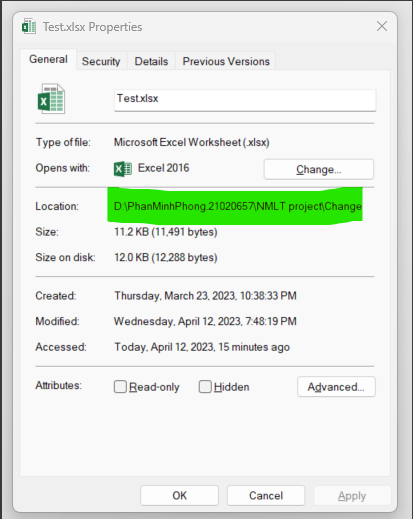 Test.xlsx Properties
General Security Details Previous Versions
Test.xlsx
Type of file: Microsoft Excel Worksheet (.xlsx)
Opens with: Excel 2016 Change...
Location: D:\PhanMinhPhong.21020657\NMLT project\Change
Size: 11.2 KB (11,491 bytes)
Size on disk: 12.0 KB (12,288 bytes)
Created: Thursday, March 23, 2023, 10:38:33 PM
Modified: Wednesday, April 12, 2023, 7:48:19 PM
Accessed: Today, April 12, 2023, 15 minutes ago
Attributes: Read-only Hidden Advanced...
OK Cancel Apply